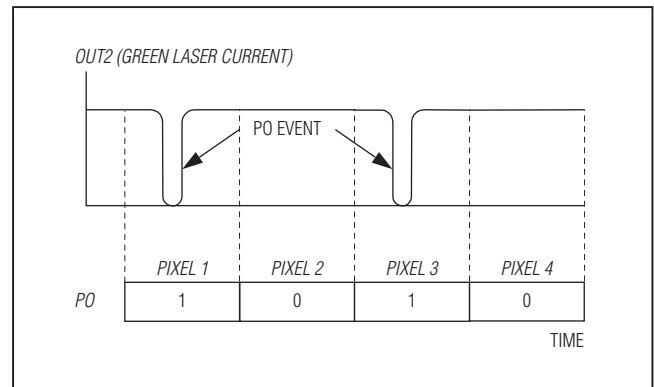 OUT2 (GREEN LASER CURRENT)
PO EVENT
PIXEL 1 PIXEL 2 PIXEL 3 PIXEL 4
PO 1 0 1 0
TIME